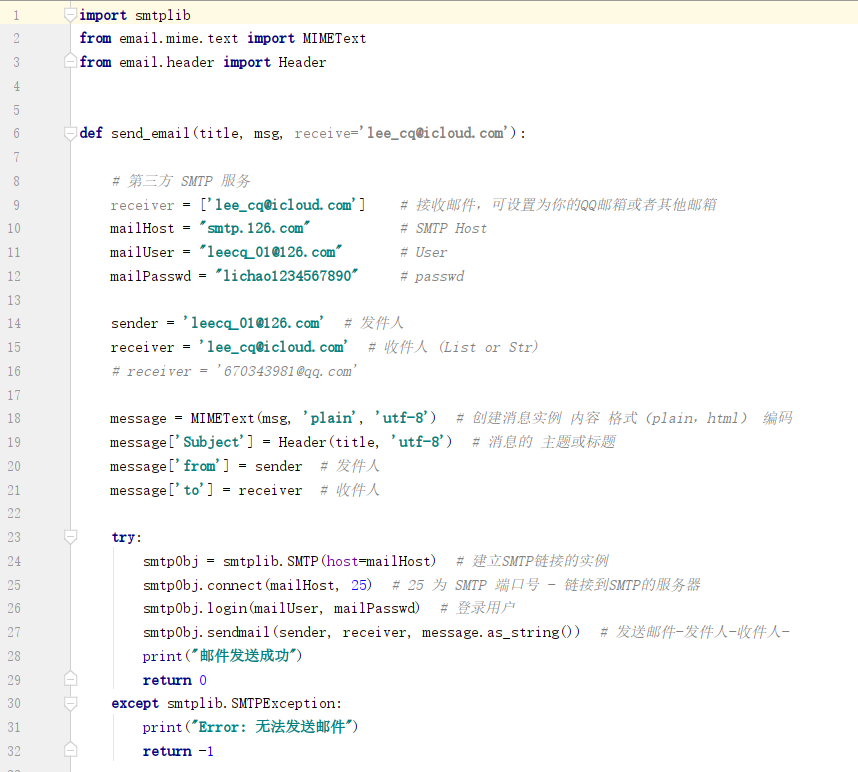 1 import smtplib
2 from email.mime.text import MIMEText
3 from email.header import Header
4
5
6 def send_email(title, msg, receive='lee_cq@icloud.com'):
7
8 # 第三方 SMTP 服务
9 receiver = ['lee_cq@icloud.com'] # 接收邮件，可设置为你的QQ邮箱或者其他邮箱
10 mailHost = "smtp.126.com" # SMTP Host
11 mailUser = "leecq_01@126.com" # User
12 mailPasswd = "lichao1234567890" # passwd
13
14 sender = 'leecq_01@126.com' # 发件人
15 receiver = 'lee_cq@icloud.com' # 收件人 (List or Str)
16 # receiver = '670343981@qq.com'
17
18 message = MIMEText(msg, 'plain', 'utf-8') # 创建消息实例 内容 格式（plain，html） 编码
19 message['Subject'] = Header(title, 'utf-8') # 消息的 主题或标题
20 message['from'] = sender # 发件人
21 message['to'] = receiver # 收件人
22
23 try:
24 smtpObj = smtplib.SMTP(host=mailHost) # 建立SMTP链接的实例
25 smtpObj.connect(mailHost, 25) # 25 为 SMTP 端口号 - 链接到SMTP的服务器
26 smtpObj.login(mailUser, mailPasswd) # 登录用户
27 smtpObj.sendmail(sender, receiver, message.as_string()) # 发送邮件-发件人-收件人-
28 print("邮件发送成功")
29 return 0
30 except smtplib.SMTPException:
31 print("Error: 无法发送邮件")
32 return -1